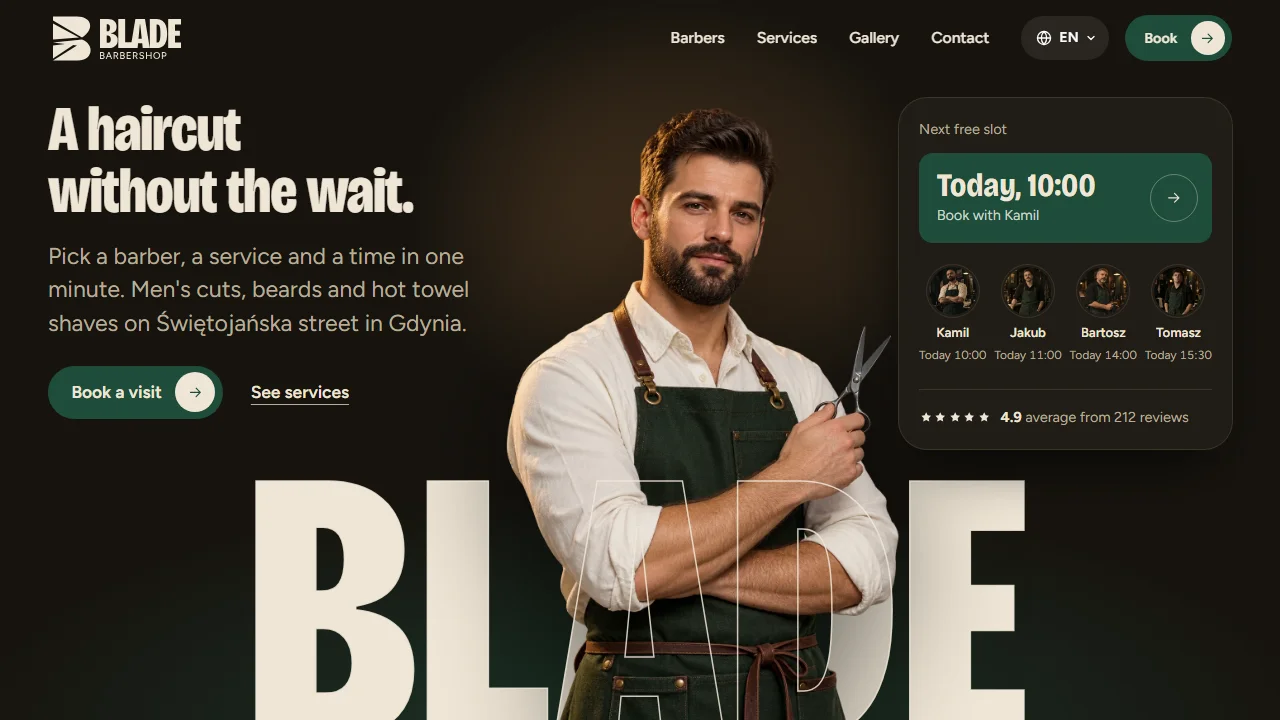 BLADE
BARBERSHOP
Barbers
Services
Gallery
Contact
EN
Book
A haircut
without the wait.
Pick a barber, a service and a time in one
minute. Men's cuts, beards and hot towel
shaves on Świętojańska street in Gdynia.
Book a visit
See services
Next free slot
Today, 10:00
Book with Kamil
Kamil
Jakub
Bartosz
Tomasz
Today 10:00
Today 11:00
Today 14:00
Today 15:30
4.9 average from 212 reviews
BLADE